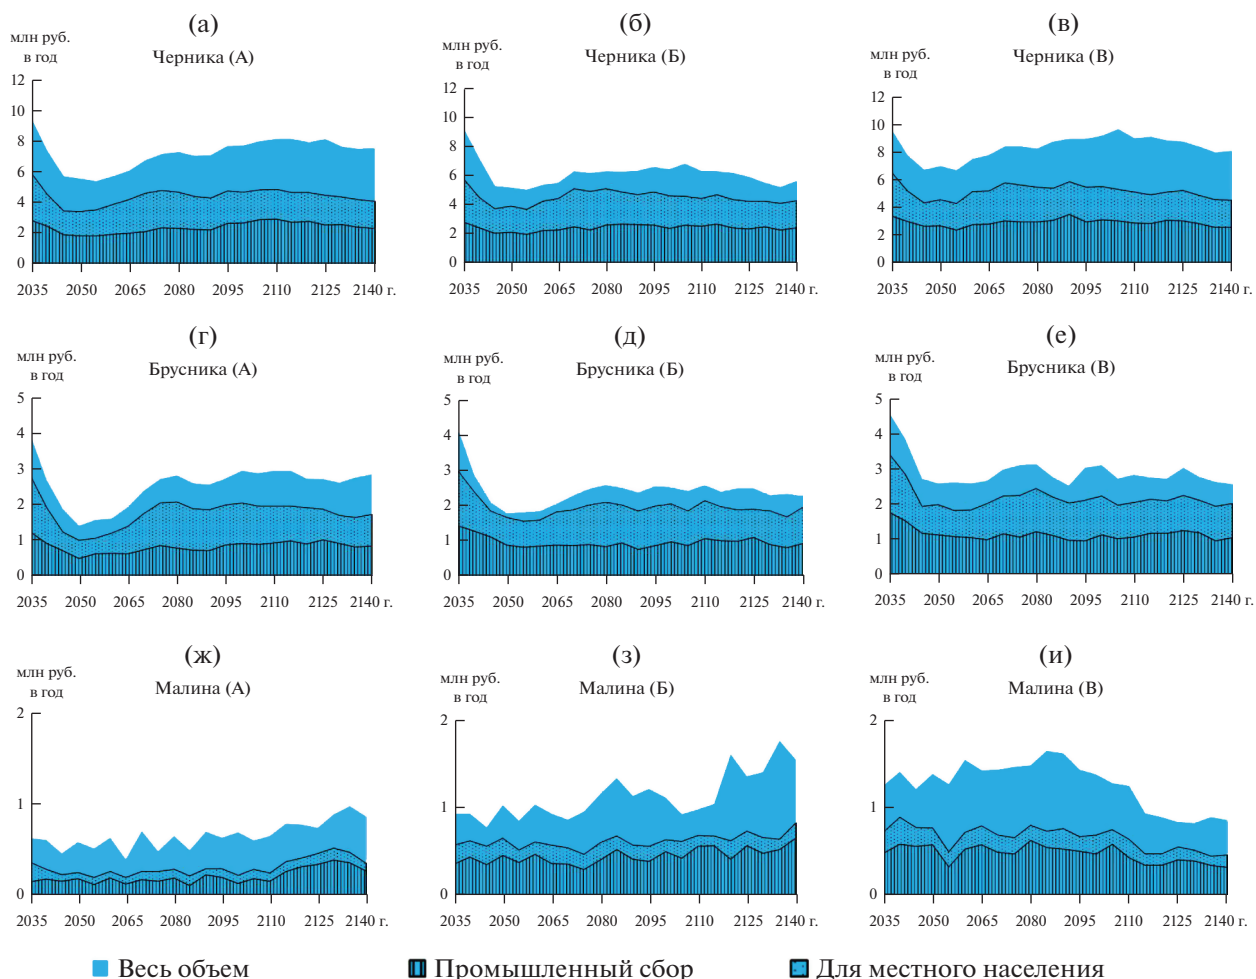 (а)
млн руб.
в год
Черника (А)
12
10
8
6
4
2
0
2035 2050 2065 2080 2095 2110 2125 2140 г.
(б)
млн руб.
в год
Черника (Б)
12
10
8
6
4
2
0
2035 2050 2065 2080 2095 2110 2125 2140 г.
(в)
млн руб.
в год
Черника (В)
12
10
8
6
4
2
0
2035 2050 2065 2080 2095 2110 2125 2140 г.
(г)
млн руб.
в год
Брусника (А)
5
4
3
2
1
0
2035 2050 2065 2080 2095 2110 2125 2140 г.
(д)
млн руб.
в год
Брусника (Б)
5
4
3
2
1
0
2035 2050 2065 2080 2095 2110 2125 2140 г.
(е)
млн руб.
в год
Брусника (В)
5
4
3
2
1
0
2035 2050 2065 2080 2095 2110 2125 2140 г.
(ж)
млн руб.
в год
Малина (А)
2
1
0
2035 2050 2065 2080 2095 2110 2125 2140 г.
(з)
млн руб.
в год
Малина (Б)
2
1
0
2035 2050 2065 2080 2095 2110 2125 2140 г.
(и)
млн руб.
в год
Малина (В)
2
1
0
2035 2050 2065 2080 2095 2110 2125 2140 г.
Весь объем Промышленный сбор Для местного населения